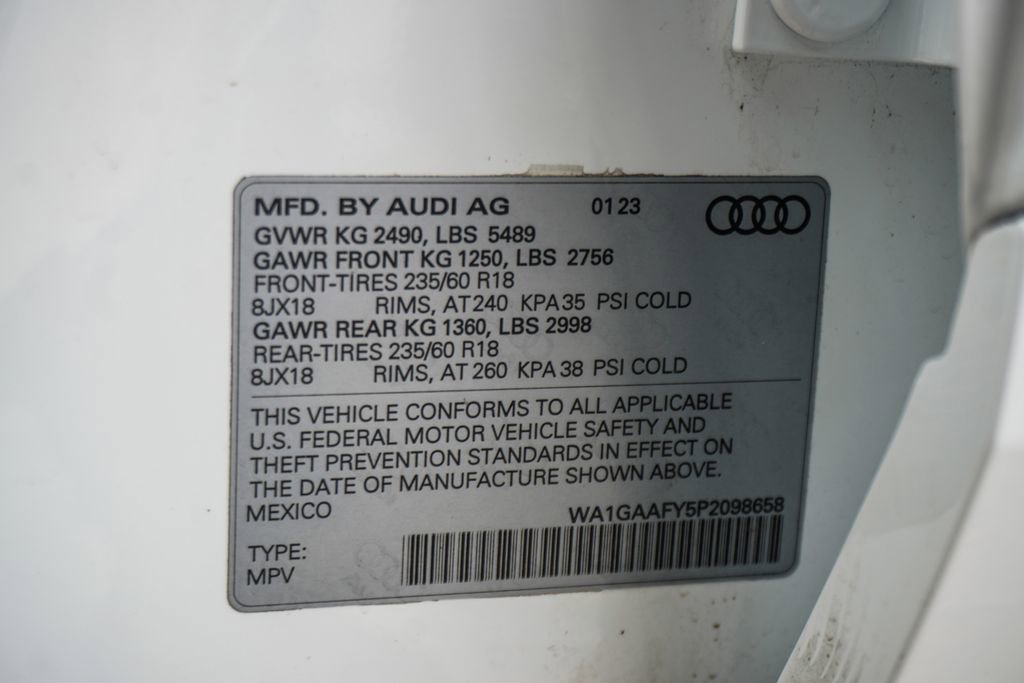 MFD. BY AUDI AG 01 23
GVWR KG 2490, LBS 5489
GAWR FRONT KG 1250, LBS 2756
FRONT-TIRES 235/60 R18
8JX18 RIMS, AT 240 KPA 35 PSI COLD
GAWR REAR KG 1360, LBS 2998
REAR-TIRES 235/60 R18
8JX18 RIMS, AT 260 KPA 38 PSI COLD
THIS VEHICLE CONFORMS TO ALL APPLICABLE
U.S. FEDERAL MOTOR VEHICLE SAFETY AND
THEFT PREVENTION STANDARDS IN EFFECT ON
THE DATE OF MANUFACTURE SHOWN ABOVE.
MEXICO WA1GAAFY5P2098658
TYPE:
MPV